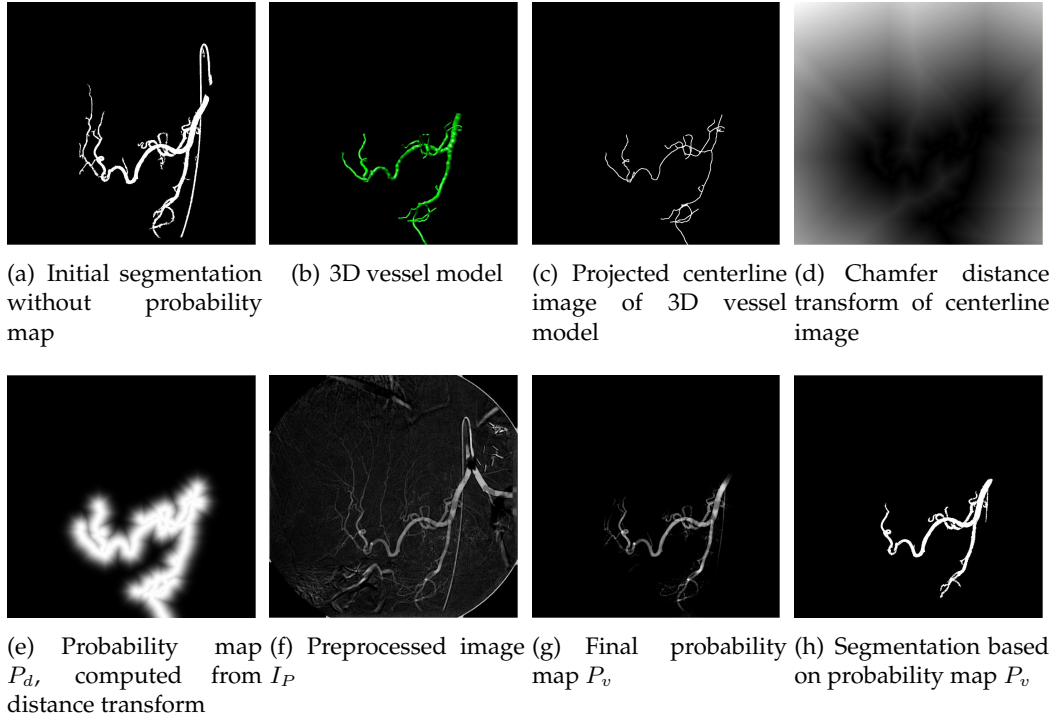 (a) Initial segmentation
without probability
map
(b) 3D vessel model
(c) Projected centerline
image of 3D vessel
model
(d) Chamfer distance
transform of centerline
image
(e) Probability map
P_d, computed from
distance transform
(f) Preprocessed image
I_P
(g) Final probability
map P_v
(h) Segmentation based
on probability map P_v